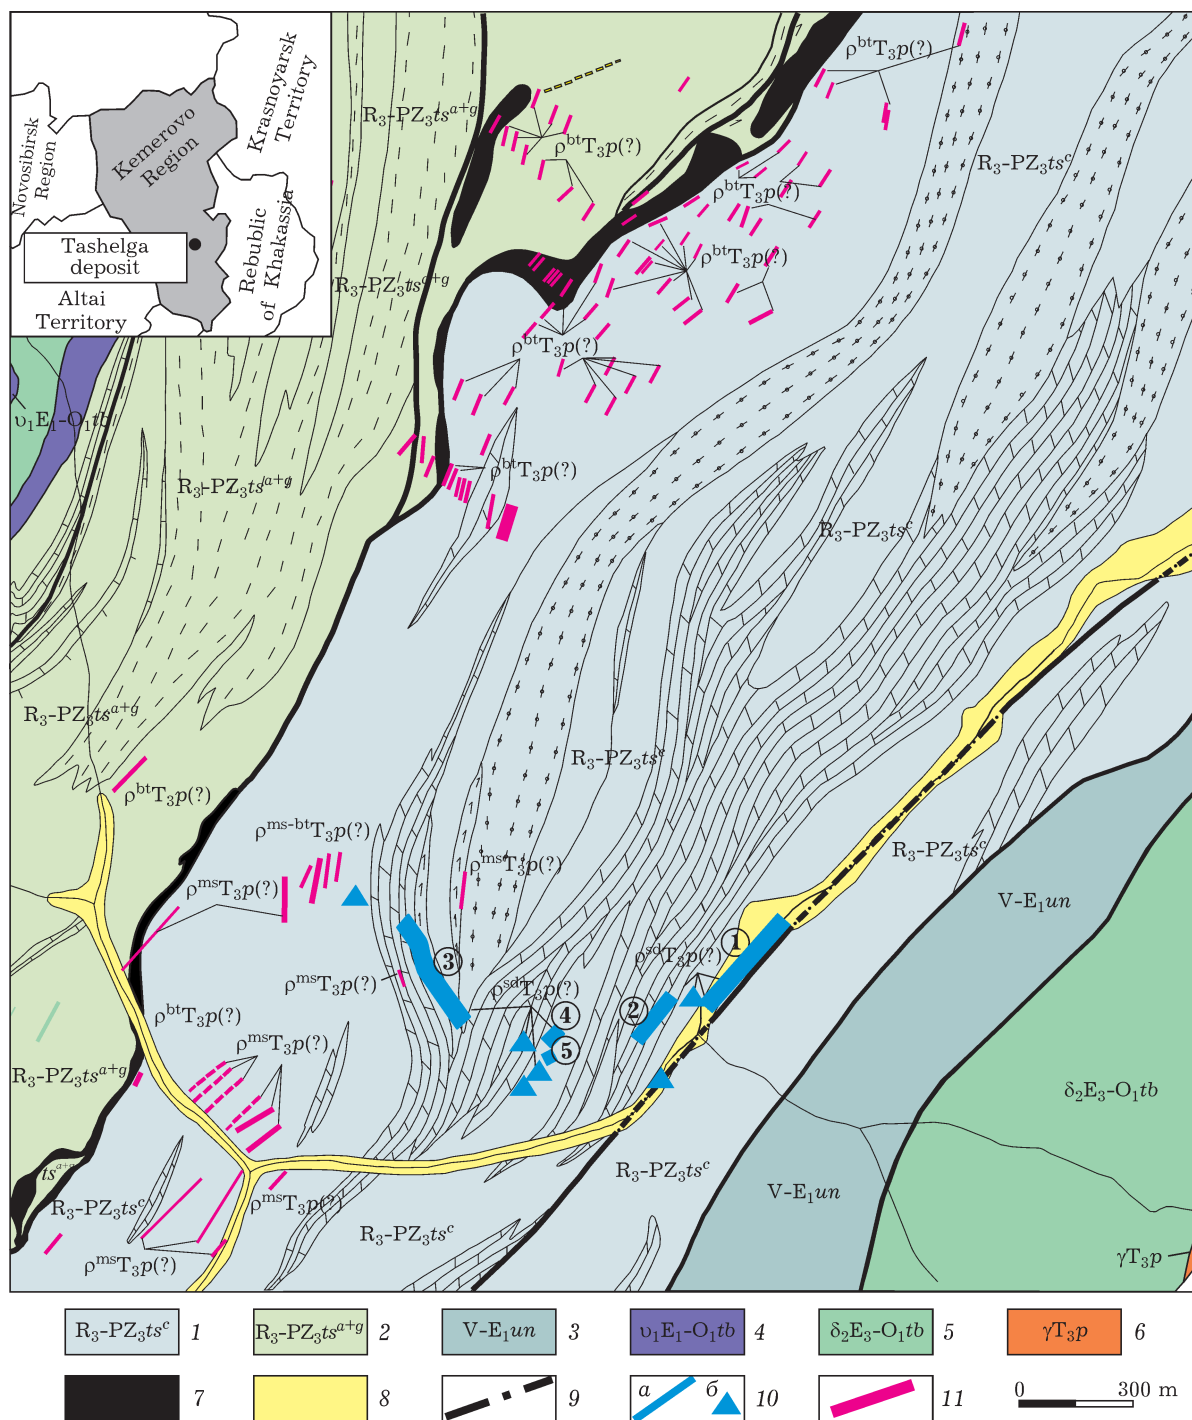 Novosibirsk
Region
Kemerovo
Region
Krasnoyarsk
Territory
Rebublic
of Khakassia
Tashelga
deposit
Altai
Territory
ρᵇᵗT₃p(?)
R₃-PZ₃tsᵃ⁺ᵍ
ρᵇᵗT₃p(?)
R₃-PZ₃tsᶜ
ρᵇᵗT₃p(?)
ρᵇᵗT₃p(?)
R₃-PZ₃tsᵃ⁺ᵍ
ρᵇᵗT₃p(?)
υ₁E₁-O₁tb
ρᵇᵗT₃p(?)
R₃-PZ₃tsᵃ⁺ᵍ
R₃-PZ₃tsᶜ
R₃-PZ₃tsᵃ⁺ᵍ
R₃-PZ₃tsᶜ
ρᵇᵗT₃p(?)
ρᵐˢ⁻ᵇᵗT₃p(?)
R₃-PZ₃tsᶜ
ρᵐˢT₃p(?)
ρᵐˢT₃p(?)
V-E₁un
1
ρˢᵈT₃p(?)
3
ρᵐˢT₃p(?)
ρˢᵈT₃p(?)
2
4
ρᵇᵗT₃p(?)
ρᵐˢT₃p(?)
5
R₃-PZ₃tsᵃ⁺ᵍ
δ₂E₃-O₁tb
tsᵃ⁺ᵍ
R₃-PZ₃tsᶜ
V-E₁un
R₃-PZ₃tsᶜ
ρᵐˢT₃p(?)
R₃-PZ₃tsᶜ
ρᵐˢT₃p(?)
γT₃p
R₃-PZ₃tsᶜ 1 R₃-PZ₃tsᵃ⁺ᵍ 2 V-E₁un 3 υ₁E₁-O₁tb 4 δ₂E₃-O₁tb 5 γT₃p 6
7 8 9 а б 10 11 0 300 m